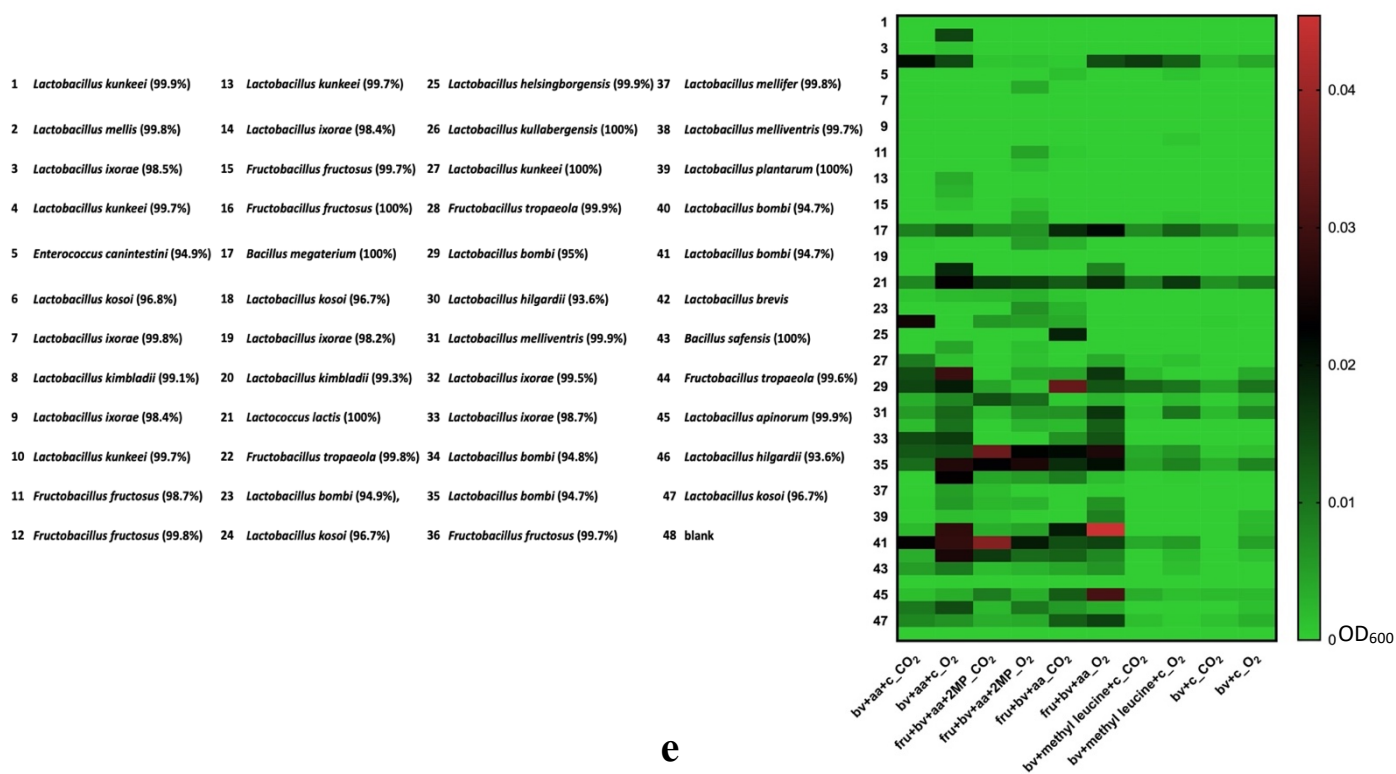 1 Lactobacillus kunkeei (99.9%) 13 Lactobacillus kunkeei (99.7%) 25 Lactobacillus helsingborgensis (99.9%) 37 Lactobacillus mellifer (99.8%)
2 Lactobacillus mellis (99.8%) 14 Lactobacillus ixorae (98.4%) 26 Lactobacillus kullabergensis (100%) 38 Lactobacillus melliventris (99.7%)
3 Lactobacillus ixorae (98.5%) 15 Fructobacillus fructosus (99.7%) 27 Lactobacillus kunkeei (100%) 39 Lactobacillus plantarum (100%)
4 Lactobacillus kunkeei (99.7%) 16 Fructobacillus fructosus (100%) 28 Fructobacillus tropaeola (99.9%) 40 Lactobacillus bombi (94.7%)
5 Enterococcus canintestini (94.9%) 17 Bacillus megaterium (100%) 29 Lactobacillus bombi (95%) 41 Lactobacillus bombi (94.7%)
6 Lactobacillus kosoi (96.8%) 18 Lactobacillus kosoi (96.7%) 30 Lactobacillus hilgardii (93.6%) 42 Lactobacillus brevis
7 Lactobacillus ixorae (99.8%) 19 Lactobacillus ixorae (98.2%) 31 Lactobacillus melliventris (99.9%) 43 Bacillus safensis (100%)
8 Lactobacillus kimbladii (99.1%) 20 Lactobacillus kimbladii (99.3%) 32 Lactobacillus ixorae (99.5%) 44 Fructobacillus tropaeola (99.6%)
9 Lactobacillus ixorae (98.4%) 21 Lactococcus lactis (100%) 33 Lactobacillus ixorae (98.7%) 45 Lactobacillus apinorum (99.9%)
10 Lactobacillus kunkeei (99.7%) 22 Fructobacillus tropaeola (99.8%) 34 Lactobacillus bombi (94.8%) 46 Lactobacillus hilgardii (93.6%)
11 Fructobacillus fructosus (98.7%) 23 Lactobacillus bombi (94.9%), 35 Lactobacillus bombi (94.7%) 47 Lactobacillus kosoi (96.7%)
12 Fructobacillus fructosus (99.8%) 24 Lactobacillus kosoi (96.7%) 36 Fructobacillus fructosus (99.7%) 48 blank
1
3
5
7
9
11
13
15
17
19
21
23
25
27
29
31
33
35
37
39
41
43
45
47
0.04
0.03
0.02
0.01
0 OD₆₀₀
bv+aa+c_CO₂
bv+aa+c_O₂
fru+bv+aa+2MP_CO₂
fru+bv+aa+2MP_O₂
fru+bv+aa_CO₂
fru+bv+aa_O₂
bv+methyl leucine+c_CO₂
bv+methyl leucine+c_O₂
bv+c_CO₂
bv+c_O₂
e